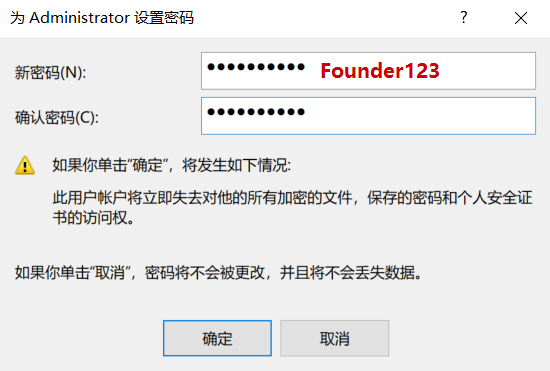 为 Administrator 设置密码
新密码(N): ●●●●●●●●●● Founder123
确认密码(C): ●●●●●●●●●●
如果你单击“确定”，将发生如下情况:
此用户帐户将立即失去对他的所有加密的文件，保存的密码和个人安全证
书的访问权。
如果你单击“取消”，密码将不会被更改，并且将不会丢失数据。
确定 取消